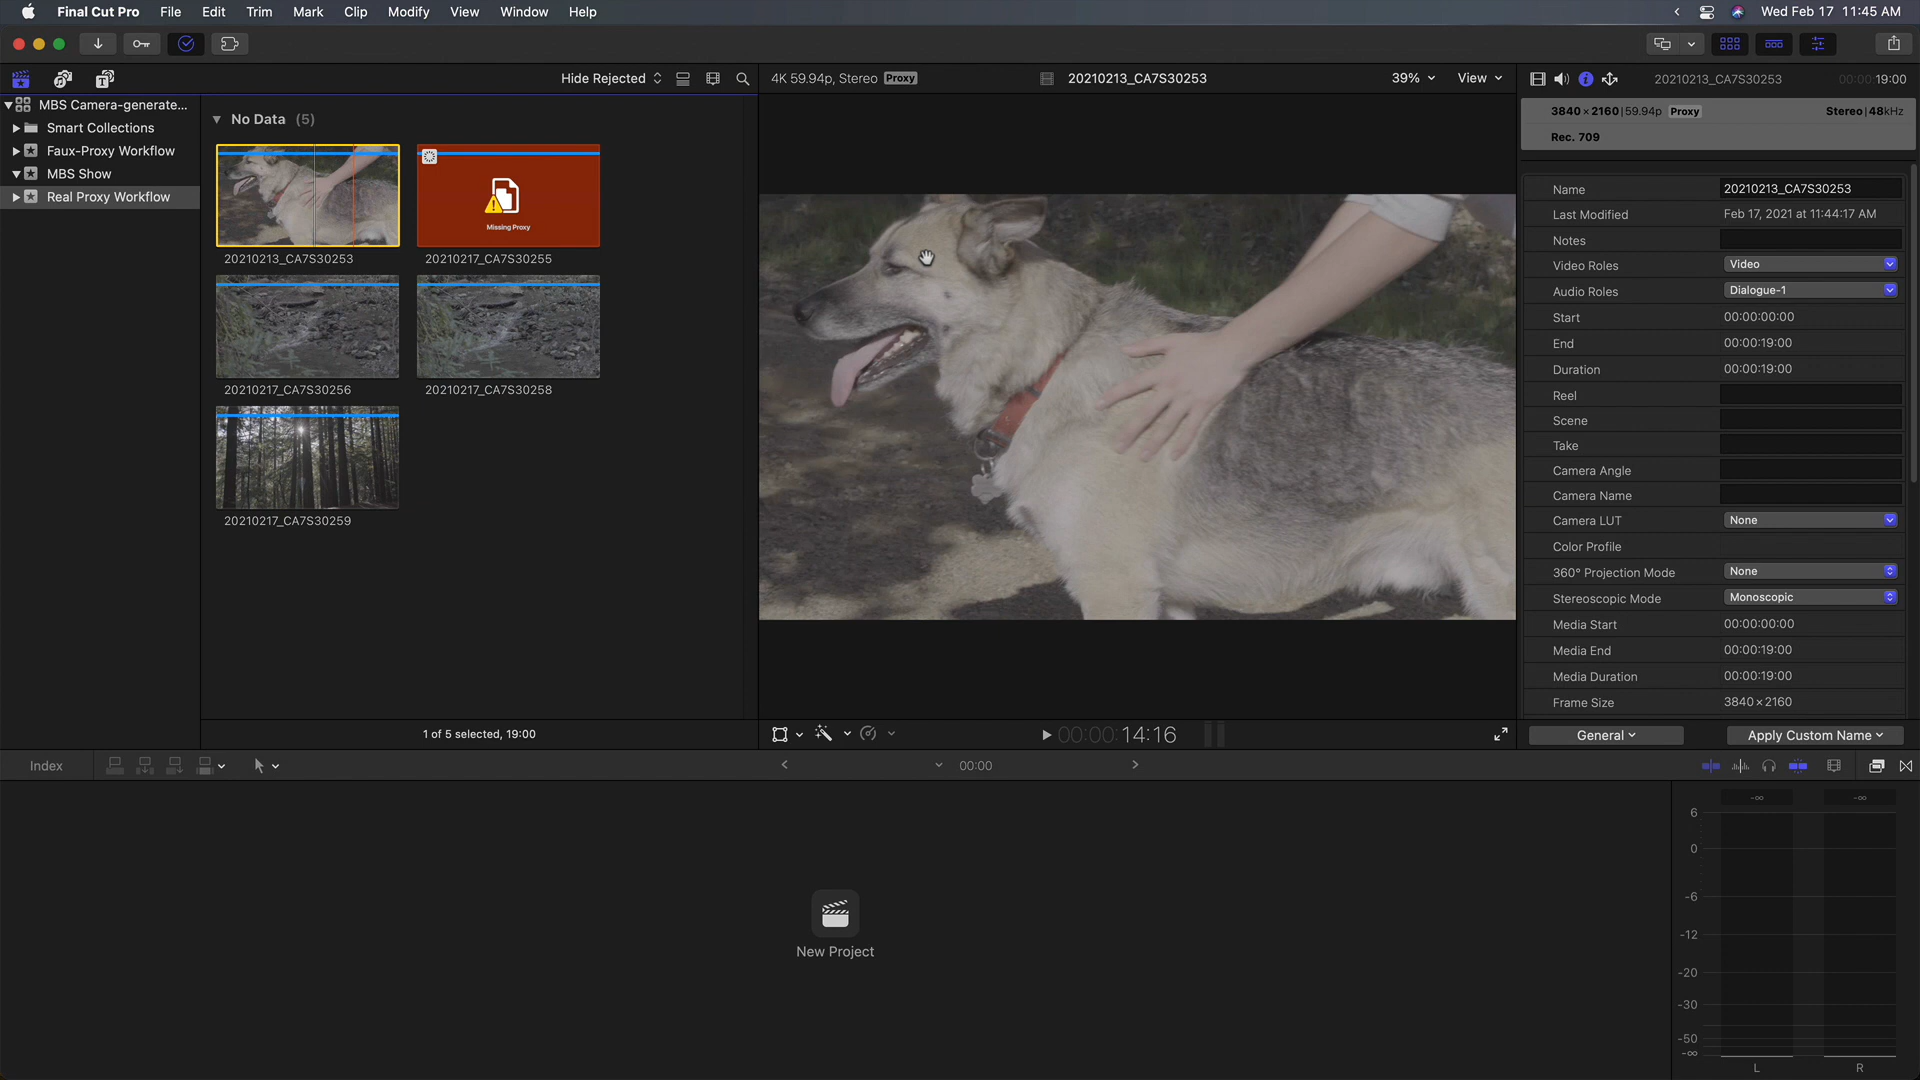 Final Cut Pro File Edit Trim Mark Clip Modify View Window Help
Wed Feb 17 11:45 AM
Hide Rejected
4K 59.94p, Stereo Proxy
20210213_CA7S30253
39% View
20210213_CA7S30253 00:00:19:00
MBS Camera-generate...
Smart Collections
Faux-Proxy Workflow
MBS Show
Real Proxy Workflow
No Data (5)
Missing Proxy
20210213_CA7S30253
20210217_CA7S30255
20210217_CA7S30256
20210217_CA7S30258
20210217_CA7S30259
1 of 5 selected, 19:00
00:00:14:16
3840×2160 | 59.94p Proxy Stereo | 48kHz
Rec. 709
Name 20210213_CA7S30253
Last Modified Feb 17, 2021 at 11:44:17 AM
Notes
Video Roles Video
Audio Roles Dialogue-1
Start 00:00:00:00
End 00:00:19:00
Duration 00:00:19:00
Reel
Scene
Take
Camera Angle
Camera Name
Camera LUT None
Color Profile
360° Projection Mode None
Stereoscopic Mode Monoscopic
Media Start 00:00:00:00
Media End 00:00:19:00
Media Duration 00:00:19:00
Frame Size 3840×2160
General
Apply Custom Name
Index
00:00
New Project
-∞ -∞
6
0
-6
-12
-20
-30
-50
-∞
L R